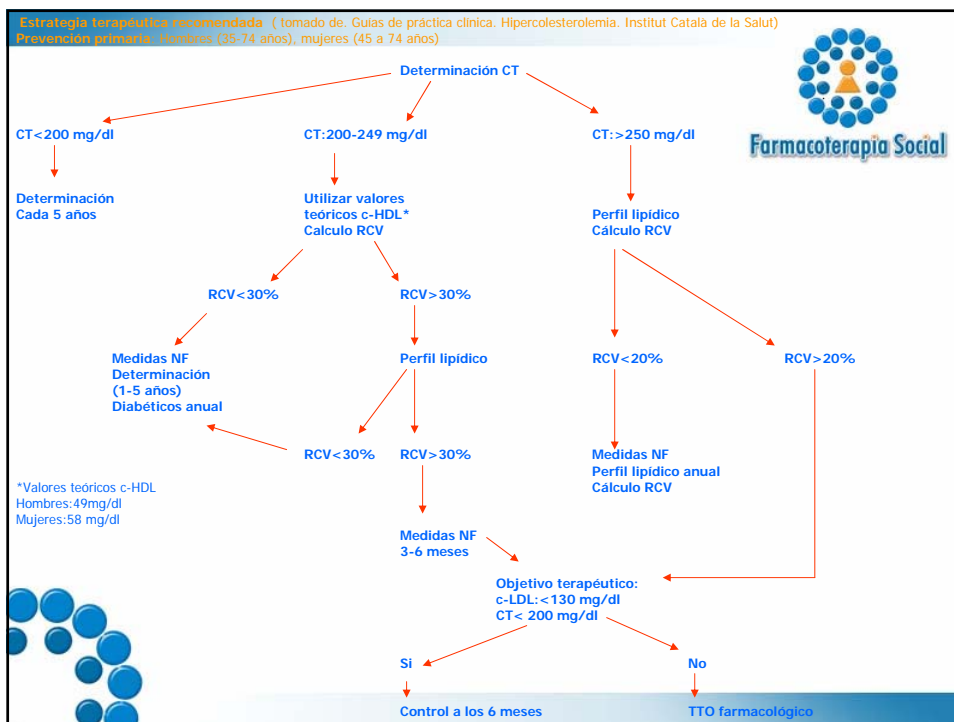 Estrategia terapéutica recomendada ( tomado de. Guías de práctica clinica. Hipercolesterolemia. Institut Català de la Salut)
Prevención primaria: Hombres (35-74 años), mujeres (45 a 74 años)
Farmacoterapia Social
Determinación CT
CT<200 mg/dl
CT:200-249 mg/dl
CT:>250 mg/dl
Determinación
Cada 5 años
Utilizar valores
teóricos c-HDL*
Calculo RCV
Perfil lipídico
Cálculo RCV
RCV<30%
RCV>30%
Medidas NF
Determinación
(1-5 años)
Diabéticos anual
Perfil lipídico
RCV<20%
RCV>20%
RCV<30%
RCV>30%
Medidas NF
Perfil lipídico anual
Cálculo RCV
*Valores teóricos c-HDL
Hombres:49mg/dl
Mujeres:58 mg/dl
Medidas NF
3-6 meses
Objetivo terapéutico:
c-LDL:<130 mg/dl
CT< 200 mg/dl
Si
No
Control a los 6 meses
TTO farmacológico